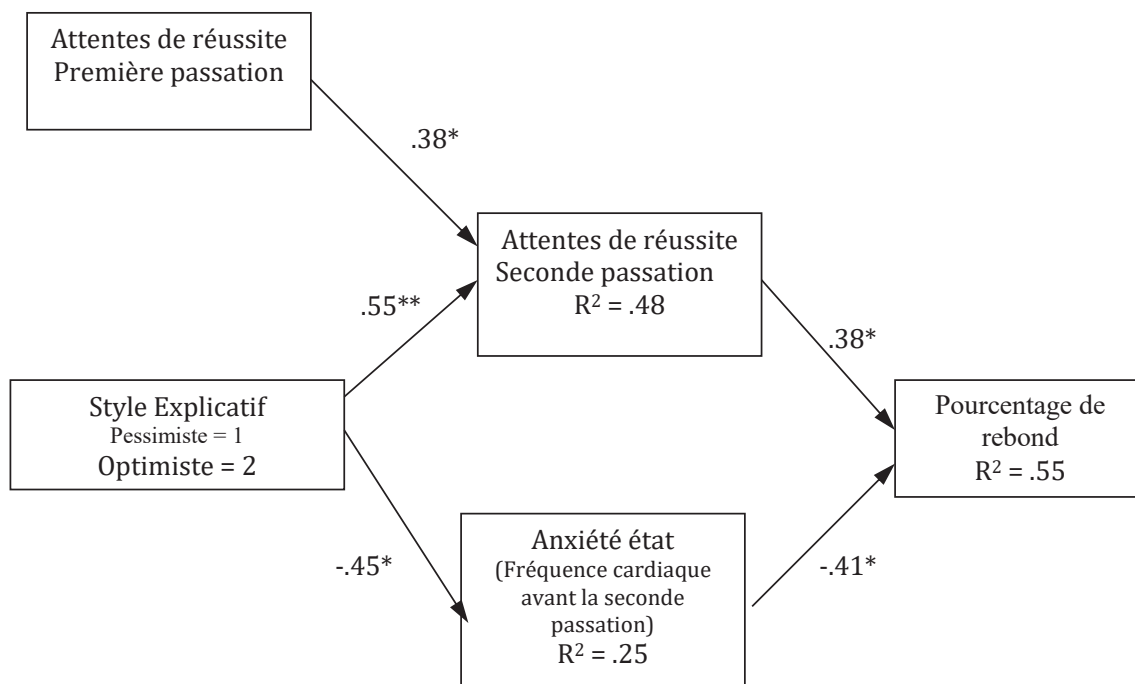 Attentes de réussite
Première passation
.38*
Attentes de réussite
Seconde passation
R² = .48
.55**
.38*
Style Explicatif
Pessimiste = 1
Optimiste = 2
Pourcentage de
rebond
R² = .55
-.45*
Anxiété état
(Fréquence cardiaque
avant la seconde
passation)
R² = .25
-.41*